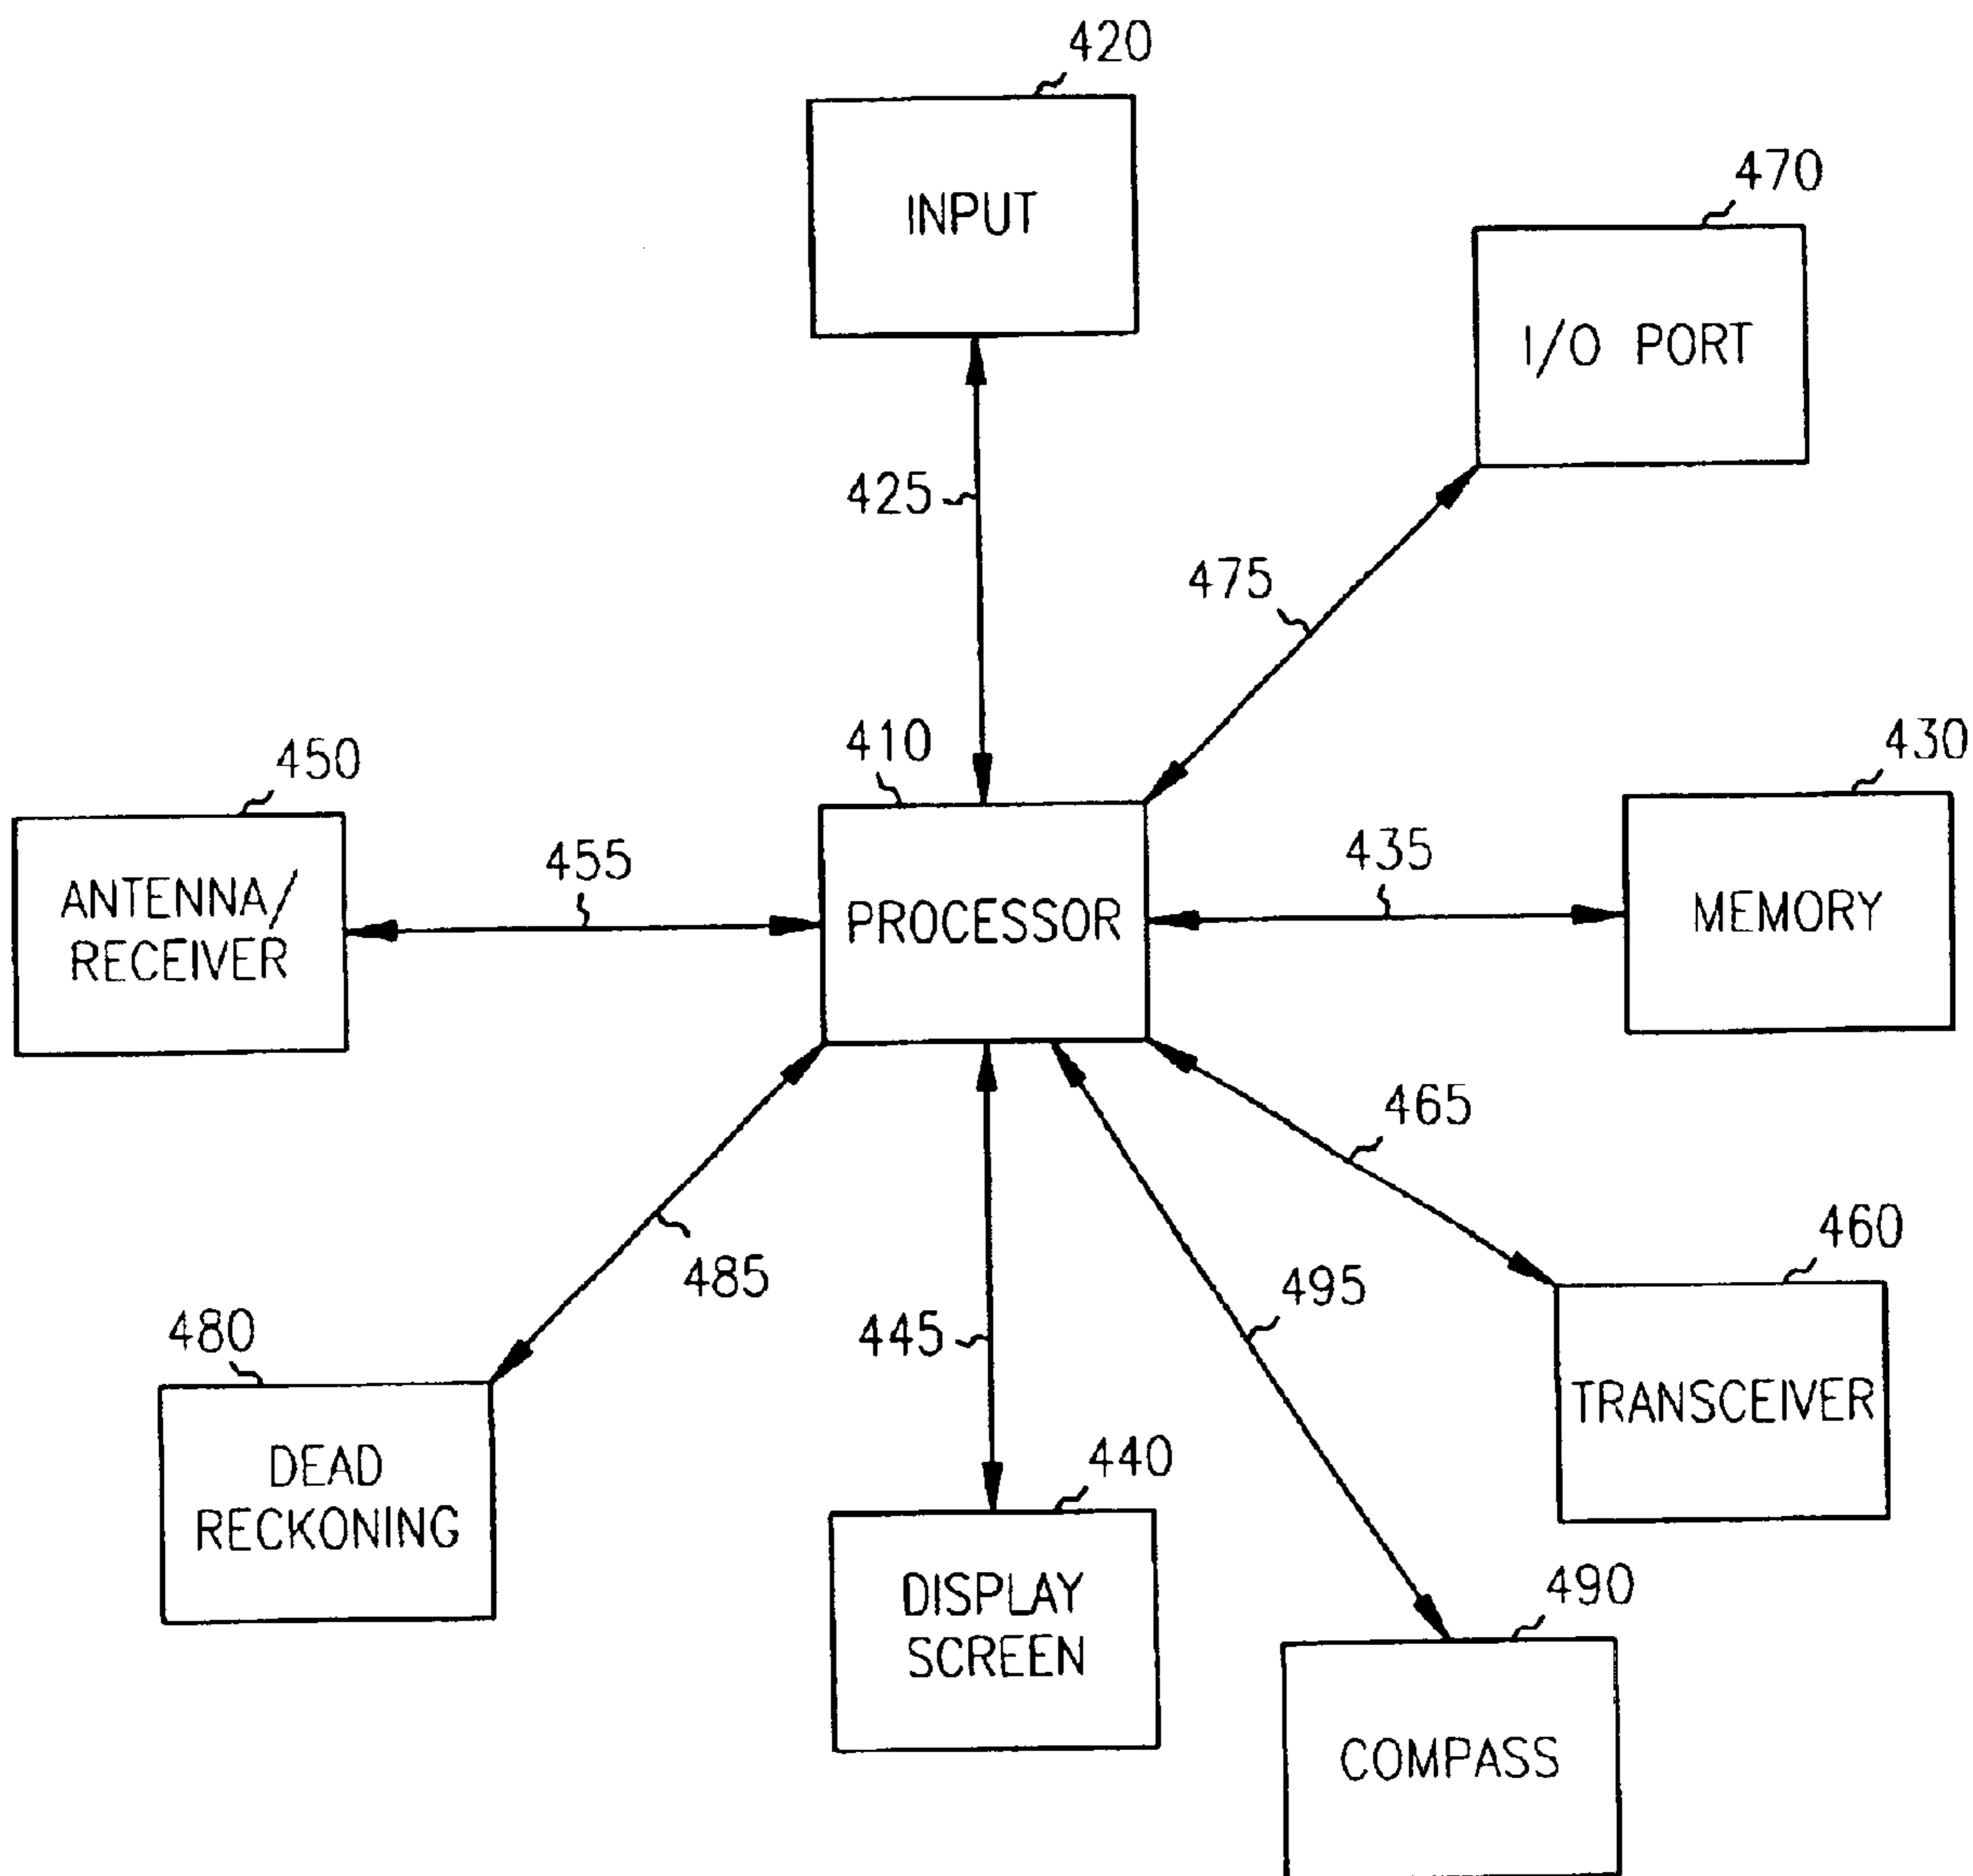 420
INPUT
470
I/O PORT
425
475
410
450
430
ANTENNA/
RECEIVER
455
PROCESSOR
435
MEMORY
465
485
495
460
480
445
TRANSCEIVER
DEAD
RECKONING
440
DISPLAY
SCREEN
490
COMPASS